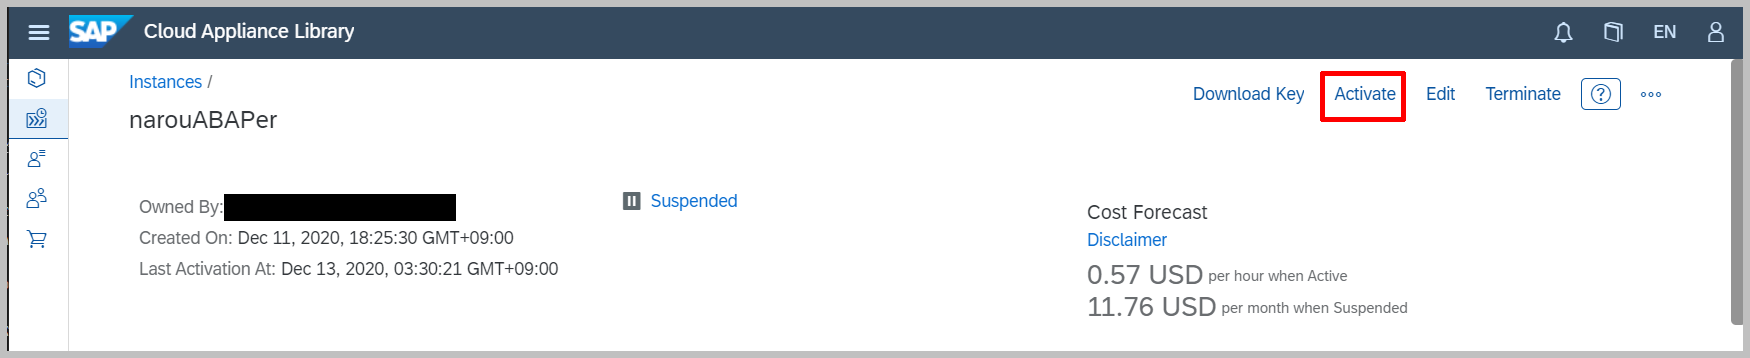 SAP Cloud Appliance Library EN
Instances /
Download Key Activate Edit Terminate ?
narouABAPer
Owned By:
Created On: Dec 11, 2020, 18:25:30 GMT+09:00
Last Activation At: Dec 13, 2020, 03:30:21 GMT+09:00
Suspended
Cost Forecast
Disclaimer
0.57 USD per hour when Active
11.76 USD per month when Suspended